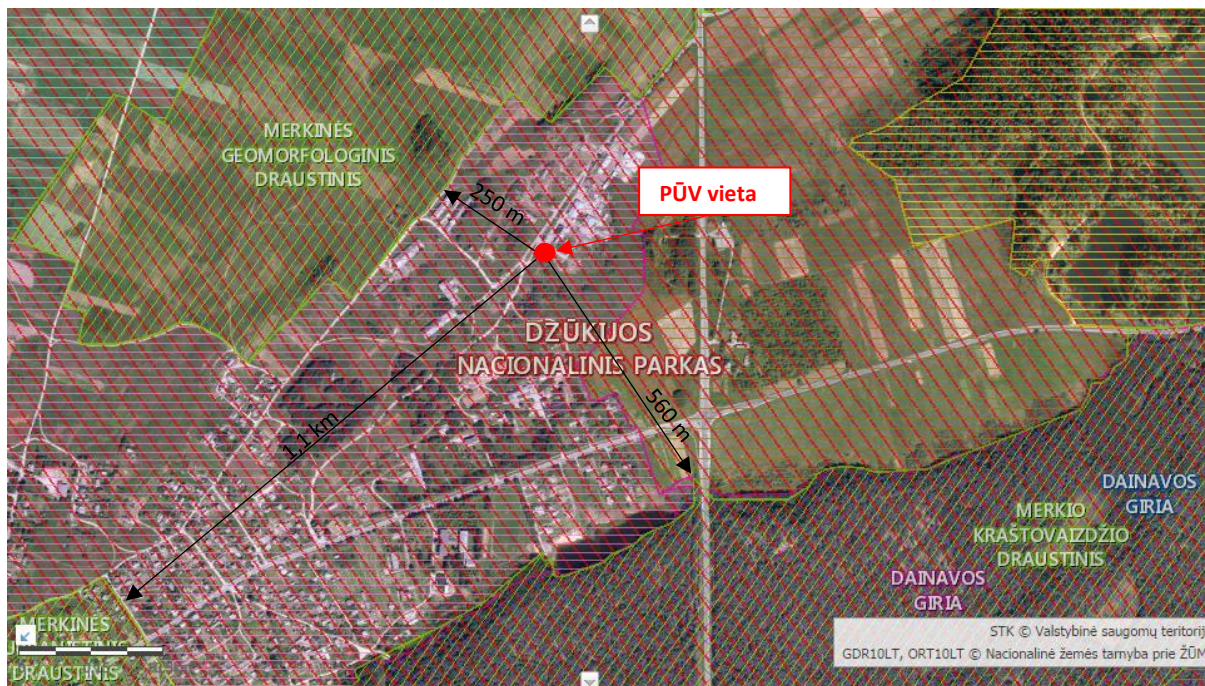 MERKINĖS
GEOMORFOLOGINIS
DRAUSTINIS
250 m
PŪV vieta
DZŪKIJOS
NACIONALINIS PARKAS
1,1 km
560 m
DAINAVOS
GIRIA
MERKIO
KRAŠTOVAIZDŽIO
DRAUSTINIS
DAINAVOS
GIRIA
MERKINĖS
DRAUSTINIS
STK © Valstybinė saugomų teritorij
GDR10LT, ORT10LT © Nacionalinė žemės tarnyba prie ŽŪM